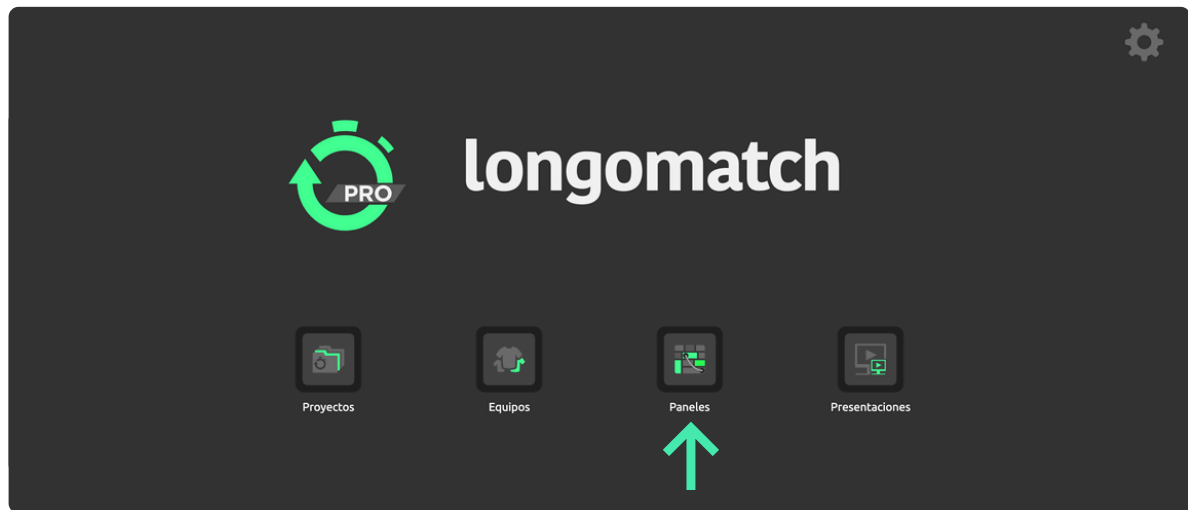 longomatch
PRO
Proyectos
Equipos
Paneles
Presentaciones